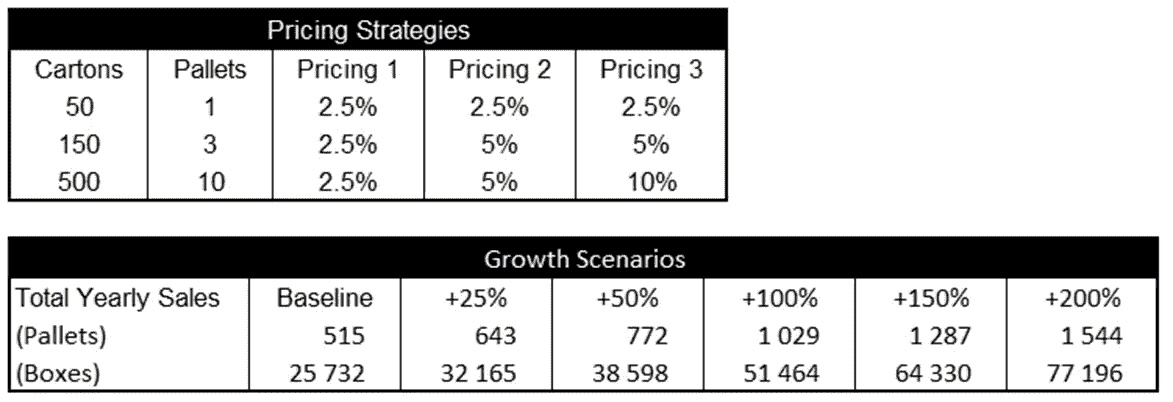 Pricing Strategies
Cartons Pallets Pricing 1 Pricing 2 Pricing 3
50 1 2.5% 2.5% 2.5%
150 3 2.5% 5% 5%
500 10 2.5% 5% 10%
Growth Scenarios
Total Yearly Sales Baseline +25% +50% +100% +150% +200%
(Pallets) 515 643 772 1 029 1 287 1 544
(Boxes) 25 732 32 165 38 598 51 464 64 330 77 196